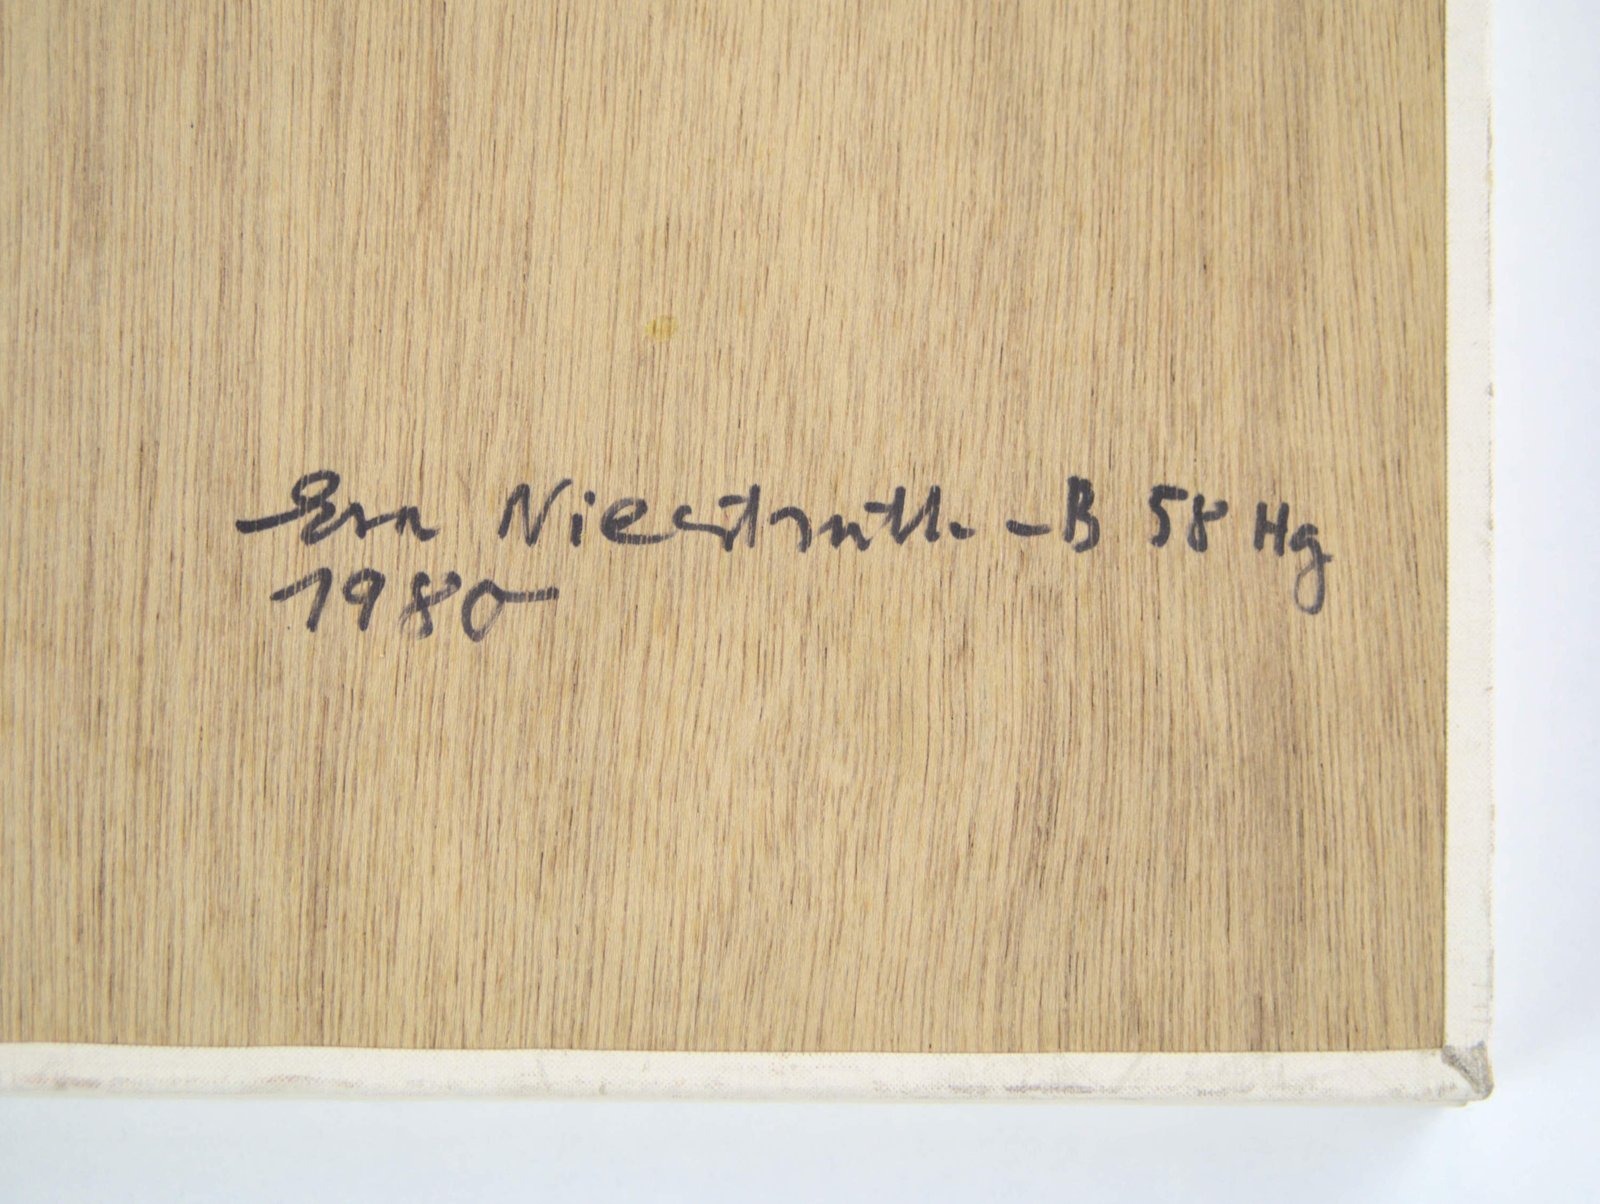 Eva Niestrath - B 58 Hg
1980